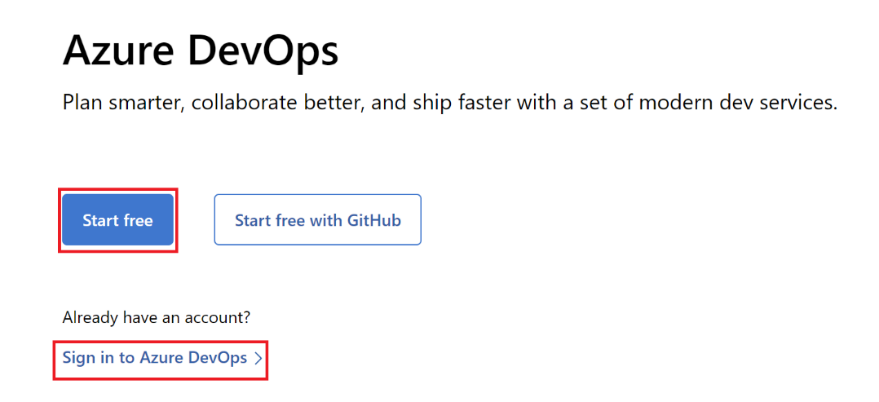 Azure DevOps
Plan smarter, collaborate better, and ship faster with a set of modern dev services.
Start free
Start free with GitHub
Already have an account?
Sign in to Azure DevOps >